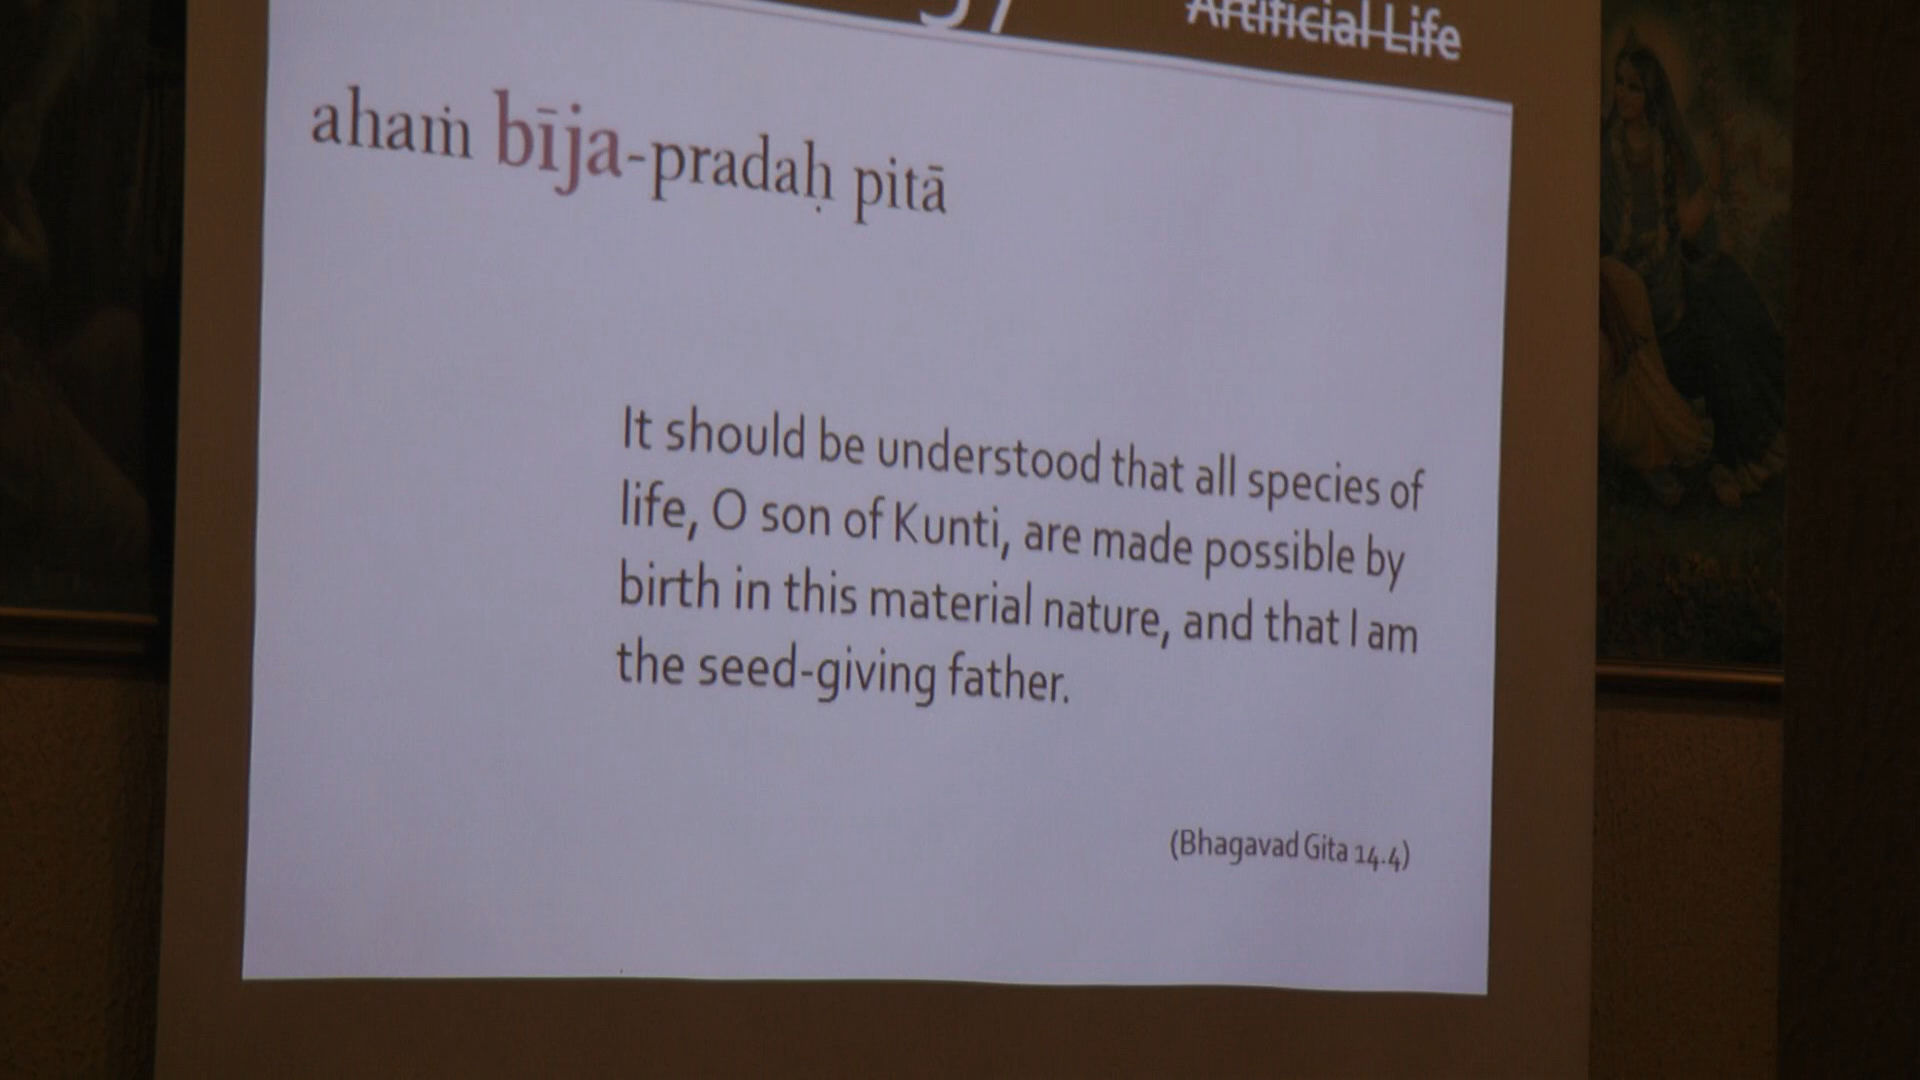 Artificial Life
ahaṁ bīja-pradaḥ pitā
It should be understood that all species of
life, O son of Kunti, are made possible by
birth in this material nature, and that I am
the seed-giving father.
(Bhagavad Gita 14.4)